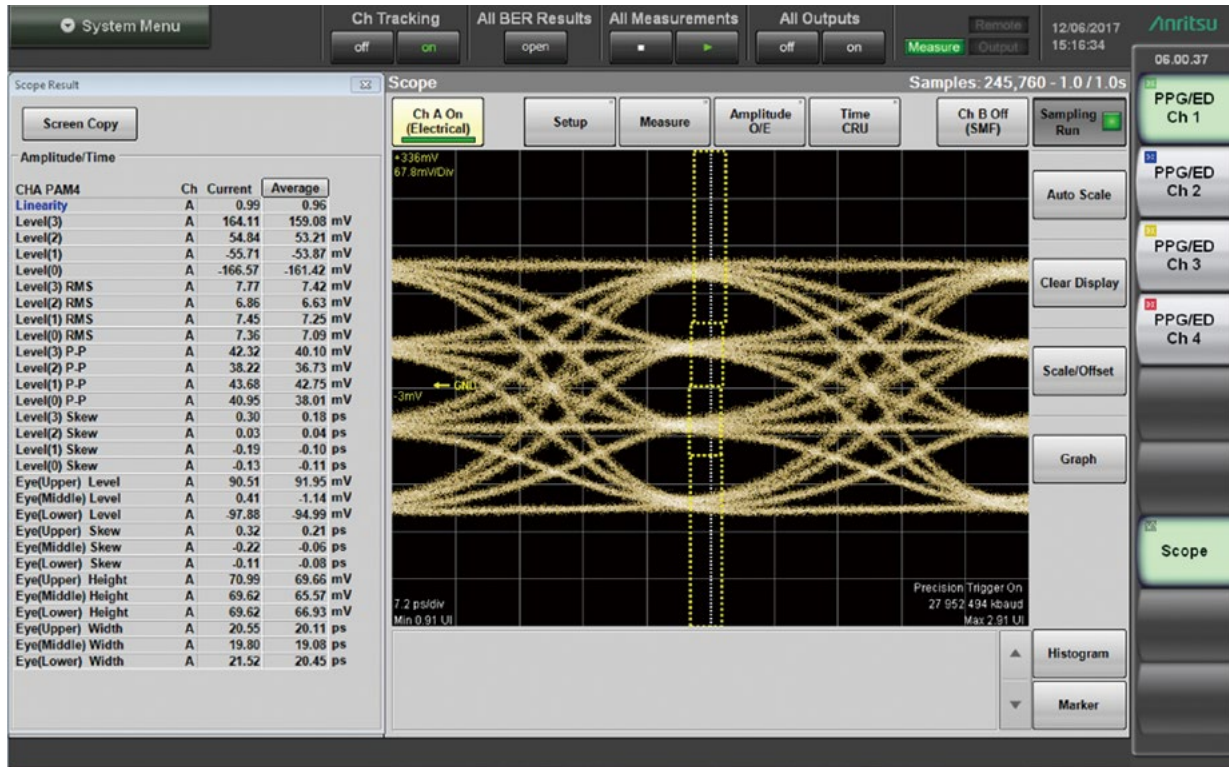 System Menu
Ch Tracking
off
on
All BER Results
open
All Measurements
All Outputs
off
on
Remote
Measure
Output
12/06/2017
15:16:34
Anritsu
06.00.37
Scope Result
Screen Copy
Amplitude/Time
CHA PAM4 Ch Current Average
Linearity A 0.99 0.96
Level(3) A 164.11 159.08 mV
Level(2) A 54.84 53.21 mV
Level(1) A -55.71 -53.87 mV
Level(0) A -166.57 -161.42 mV
Level(3) RMS A 7.77 7.42 mV
Level(2) RMS A 6.86 6.63 mV
Level(1) RMS A 7.45 7.25 mV
Level(0) RMS A 7.36 7.09 mV
Level(3) P-P A 42.32 40.10 mV
Level(2) P-P A 38.22 36.73 mV
Level(1) P-P A 43.68 42.75 mV
Level(0) P-P A 40.95 38.01 mV
Level(3) Skew A 0.30 0.18 ps
Level(2) Skew A 0.03 0.04 ps
Level(1) Skew A -0.19 -0.10 ps
Level(0) Skew A -0.13 -0.11 ps
Eye(Upper) Level A 90.51 91.95 mV
Eye(Middle) Level A 0.41 -1.14 mV
Eye(Lower) Level A -97.88 -94.99 mV
Eye(Upper) Skew A 0.32 0.21 ps
Eye(Middle) Skew A -0.22 -0.06 ps
Eye(Lower) Skew A -0.11 -0.08 ps
Eye(Upper) Height A 70.99 69.66 mV
Eye(Middle) Height A 69.62 65.57 mV
Eye(Lower) Height A 69.62 66.93 mV
Eye(Upper) Width A 20.55 20.11 ps
Eye(Middle) Width A 19.80 19.08 ps
Eye(Lower) Width A 21.52 20.45 ps
Scope
Samples: 245,760 - 1.0 / 1.0s
Ch A On
(Electrical)
Setup
Measure
Amplitude
O/E
Time
CRU
Ch B Off
(SMF)
Sampling
Run
+336mV
67.8mV/Div
GND
-3mV
7.2 ps/div
Min 0.91 UI
Precision Trigger On
27 952 494 kbaud
Max 2.91 UI
Auto Scale
Clear Display
Scale/Offset
Graph
Histogram
Marker
PPG/ED
Ch 1
PPG/ED
Ch 2
PPG/ED
Ch 3
PPG/ED
Ch 4
Scope